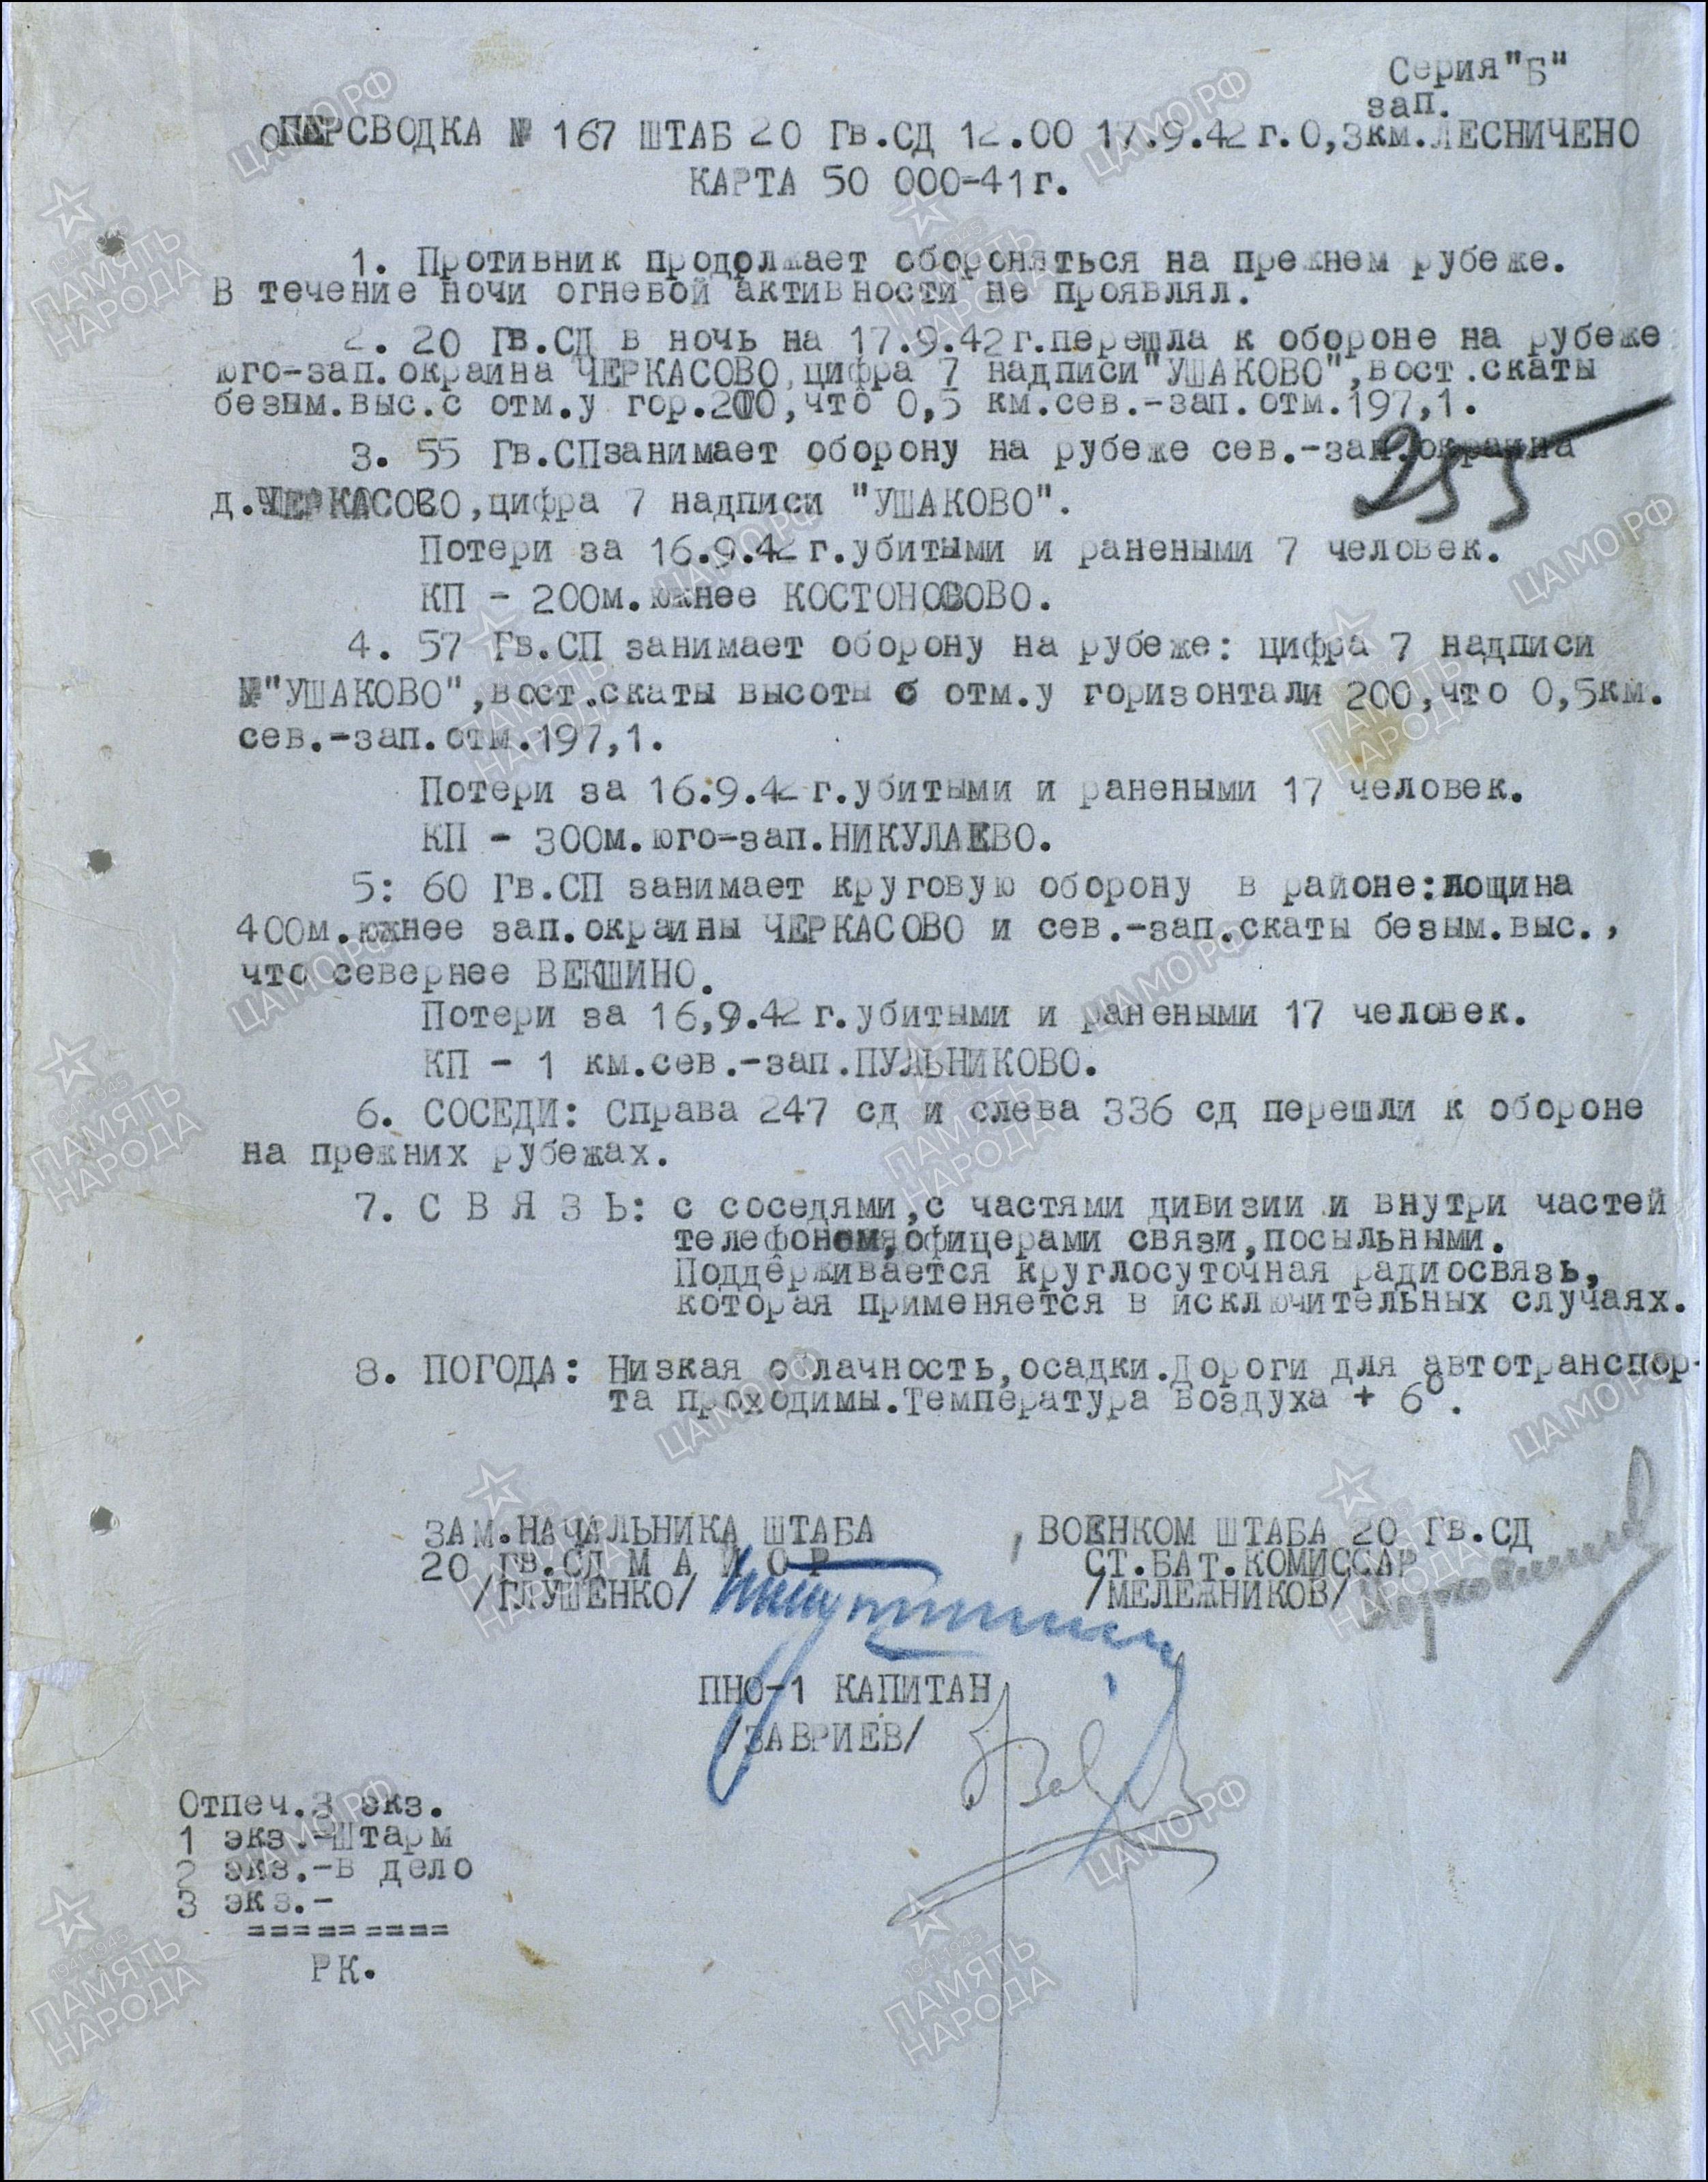 Серия"Б"
зап.
ОПЕРСВОДКА № 167 ШТАБ 20 Гв.СД 12.00 17.9.42г.0,3км.ЛЕСНИЧЕНО
КАРТА 50 000-41г.
1. Противник продолжает обороняться на прежнем рубеже.
В течение ночи огневой активности не проявлял.
2. 20 Гв.СД в ночь на 17.9.42г.перешла к обороне на рубеже
юго-зап.окраина ЧЕРКАСОВО,цифра 7 надписи"УШАКОВО",вост.скаты
безым.выс.с отм.у гор.200,что 0,5 км.сев.-зап.отм.197,1.
3. 55 Гв.СПзанимает оборону на рубеже сев.-зап.окраина
255
д.ЧЕРКАСОВО,цифра 7 надписи "УШАКОВО".
Потери за 16.9.42г.убитыми и ранеными 7 человек.
КП - 200м.южнее КОСТОНОСОВО.
4. 57 Гв.СП занимает оборону на рубеже: цифра 7 надписи
"УШАКОВО",вост.скаты высоты с отм.у горизонтали 200,что 0,5км.
сев.-зап.отм.197,1.
Потери за 16.9.42г.убитыми и ранеными 17 человек.
КП - 300м.юго-зап.НИКУЛАЕВО.
5: 60 Гв.СП занимает круговую оборону в районе:лощина
400м.южнее зап.окраины ЧЕРКАСОВО и сев.-зап.скаты безым.выс.,
что севернее ВЕКШИНО.
Потери за 16,9.42г.убитыми и ранеными 17 человек.
КП - 1 км.сев.-зап.ПУЛЬНИКОВО.
6. СОСЕДИ: Справа 247 сд и слева 336 сд перешли к обороне
на прежних рубежах.
7. С В Я З Ь: с соседями,с частями дивизии и внутри частей
телефоном,офицерами связи,посыльными.
Поддерживается круглосуточная радиосвязь,
которая применяется в исключительных случаях.
8. ПОГОДА: Низкая облачность,осадки.Дороги для автотранспор-
та проходимы.Температура воздуха + 6°.
ЗАМ.НАЧАЛЬНИКА ШТАБА , ВОЕНКОМ ШТАБА 20 Гв.СД
20 Гв.СД М А Й О Р СТ.БАТ.КОМИССАР
/ГЛУШЕНКО/ /МЕЛЕЖНИКОВ/
ПНО-1 КАПИТАН
/ЗАВРИЕВ/
Отпеч.3 экз.
1 экз.-Штарм
2 экз.-в дело
3 экз.-
=========
РК.
ЦАМО.РФ
1941-1945
ПАМЯТЬ
НАРОДА